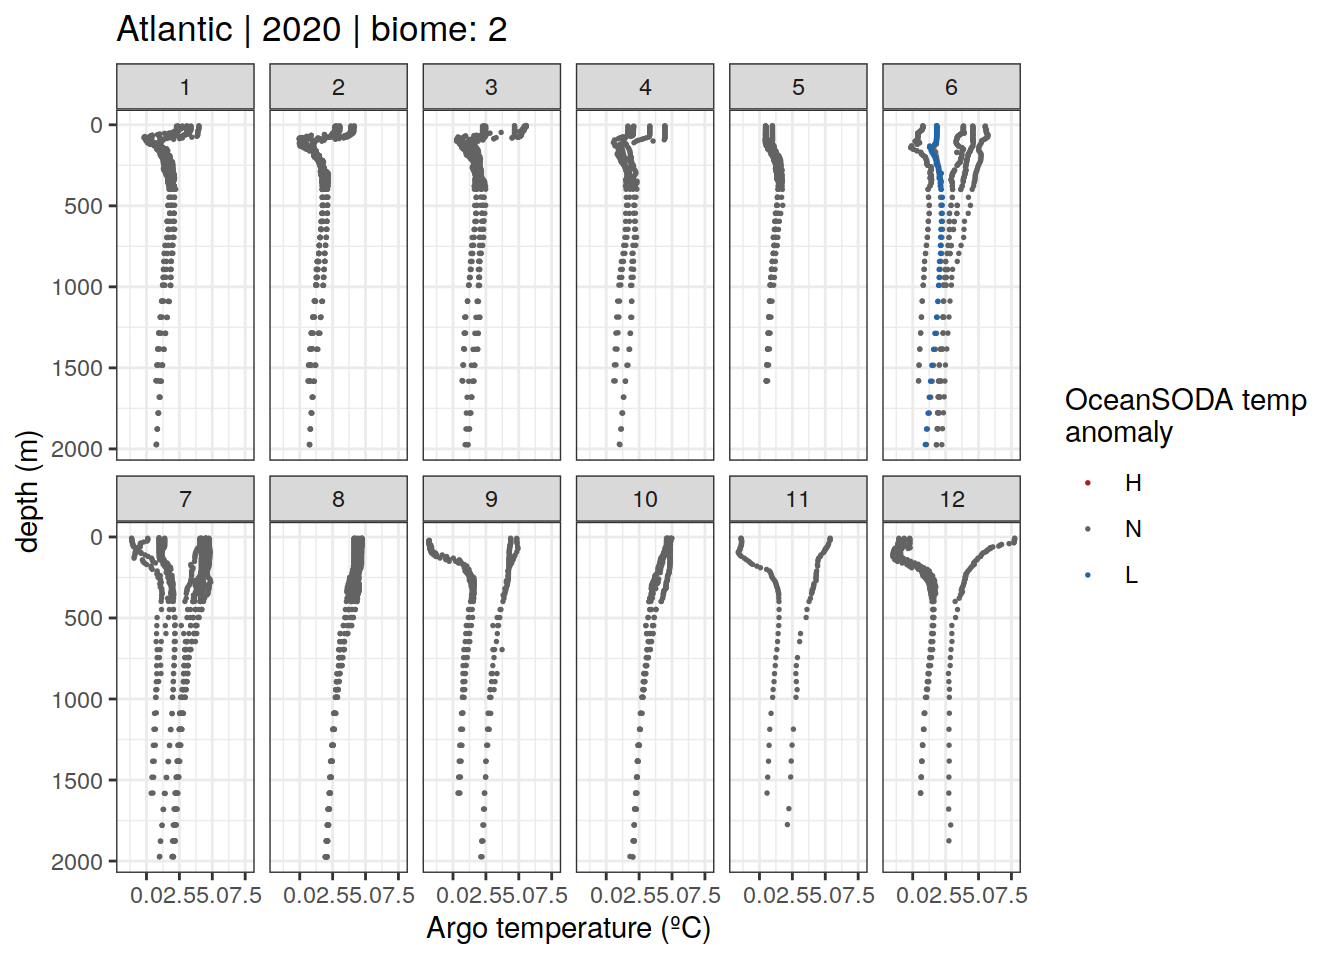 Atlantic | 2020 | biome: 2
1 2 3 4 5 6
0
500
1000
1500
2000
7 8 9 10 11 12
0
500
1000
1500
2000
0.02.55.07.5 0.02.55.07.5 0.02.55.07.5 0.02.55.07.5 0.02.55.07.5 0.02.55.07.5
Argo temperature (ºC)
depth (m)
OceanSODA temp
anomaly
H
N
L